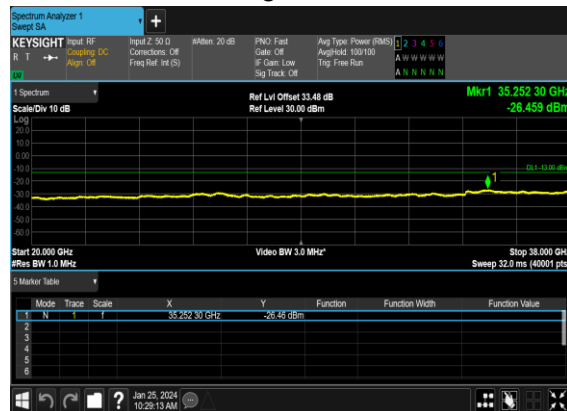 Spectrum Analyzer 1
Swept SA
KEYSIGHT Input: RF Input Z: 50 Ω #Atten: 20 dB PNO: Fast Avg Type: Power (RMS) 1 2 3 4 5 6
R T Coupling: DC Corrections: Off Gate: Off Avg|Hold: 100/100 A W W W W W
Align: Off Freq Ref: Int (S) IF Gain: Low Trig: Free Run
Sig Track: Off A N N N N N
1 Spectrum Ref Lvl Offset 33.48 dB Mkr1 35.252 30 GHz
Scale/Div 10 dB Ref Level 30.00 dBm -26.459 dBm
Log
20.0
10.0
0.00
-10.0
DL1 -13.00 dBm
1
-20.0
-30.0
-40.0
-50.0
-60.0
Start 20.000 GHz Video BW 3.0 MHz* Stop 38.000 GHz
#Res BW 1.0 MHz Sweep 32.0 ms (40001 pts)
5 Marker Table
Mode Trace Scale X Y Function Function Width Function Value
1 N 1 f 35.252 30 GHz -26.46 dBm
2
3
4
5
6
? Jan 25, 2024
10:29:13 AM